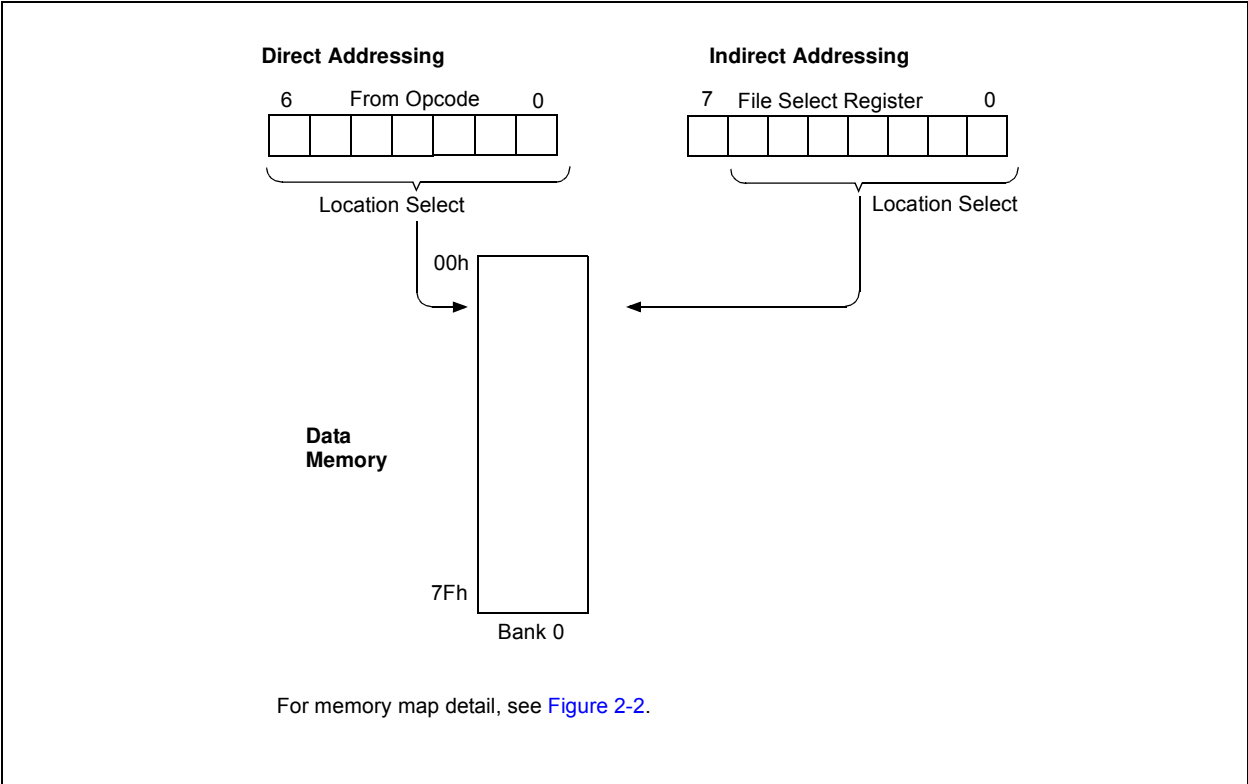 Direct Addressing
Indirect Addressing
6 From Opcode 0
7 File Select Register 0
Location Select
Location Select
00h
Data
Memory
7Fh
Bank 0
For memory map detail, see Figure 2-2.